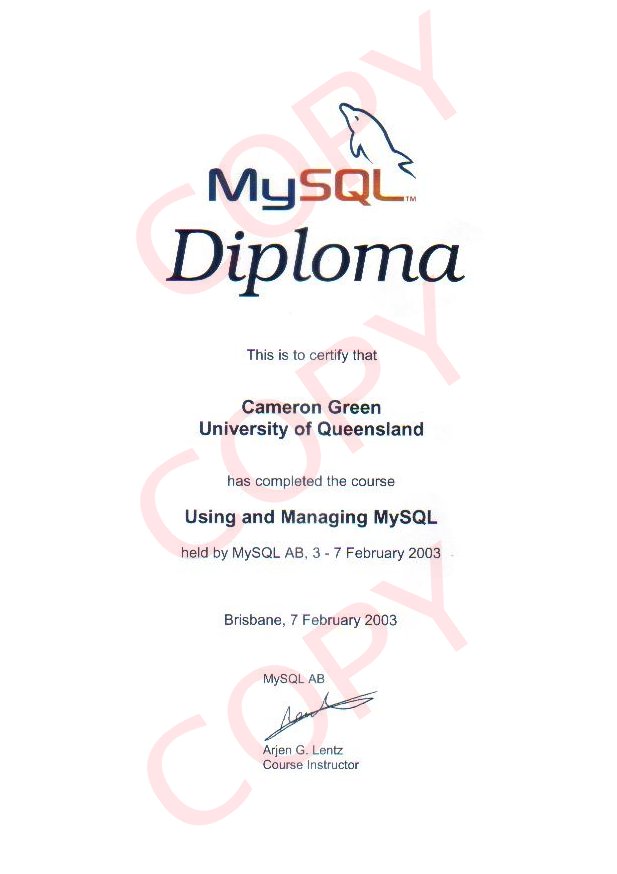 COPY
MySQL™
Diploma
This is to certify that
COPY
Cameron Green
University of Queensland
has completed the course
Using and Managing MySQL
held by MySQL AB, 3 - 7 February 2003
COPY
Brisbane, 7 February 2003
MySQL AB
Arjen G. Lentz
Course Instructor